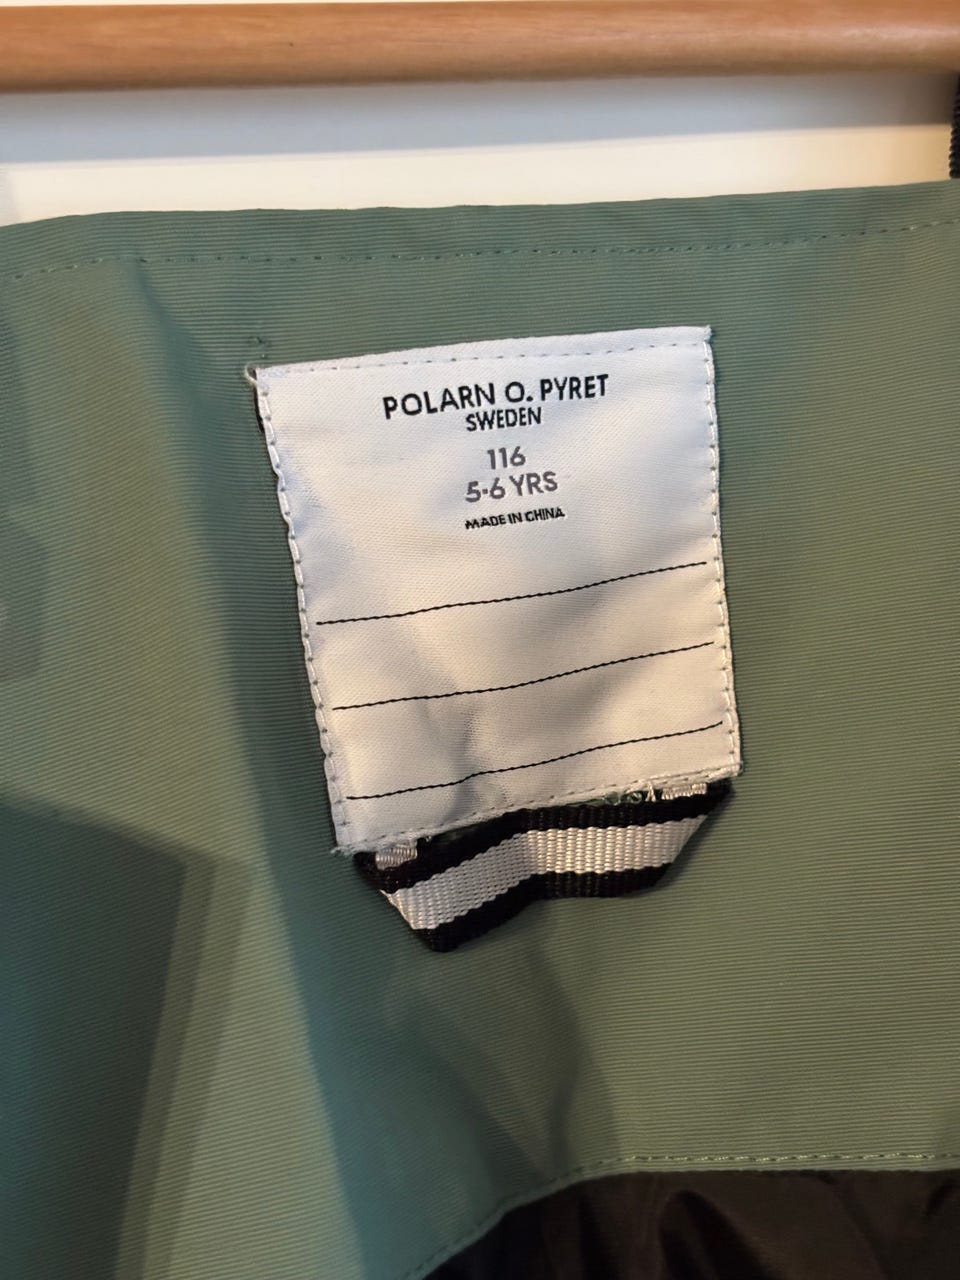 POLARN O. PYRET
SWEDEN
116
5-6 YRS
MADE IN CHINA